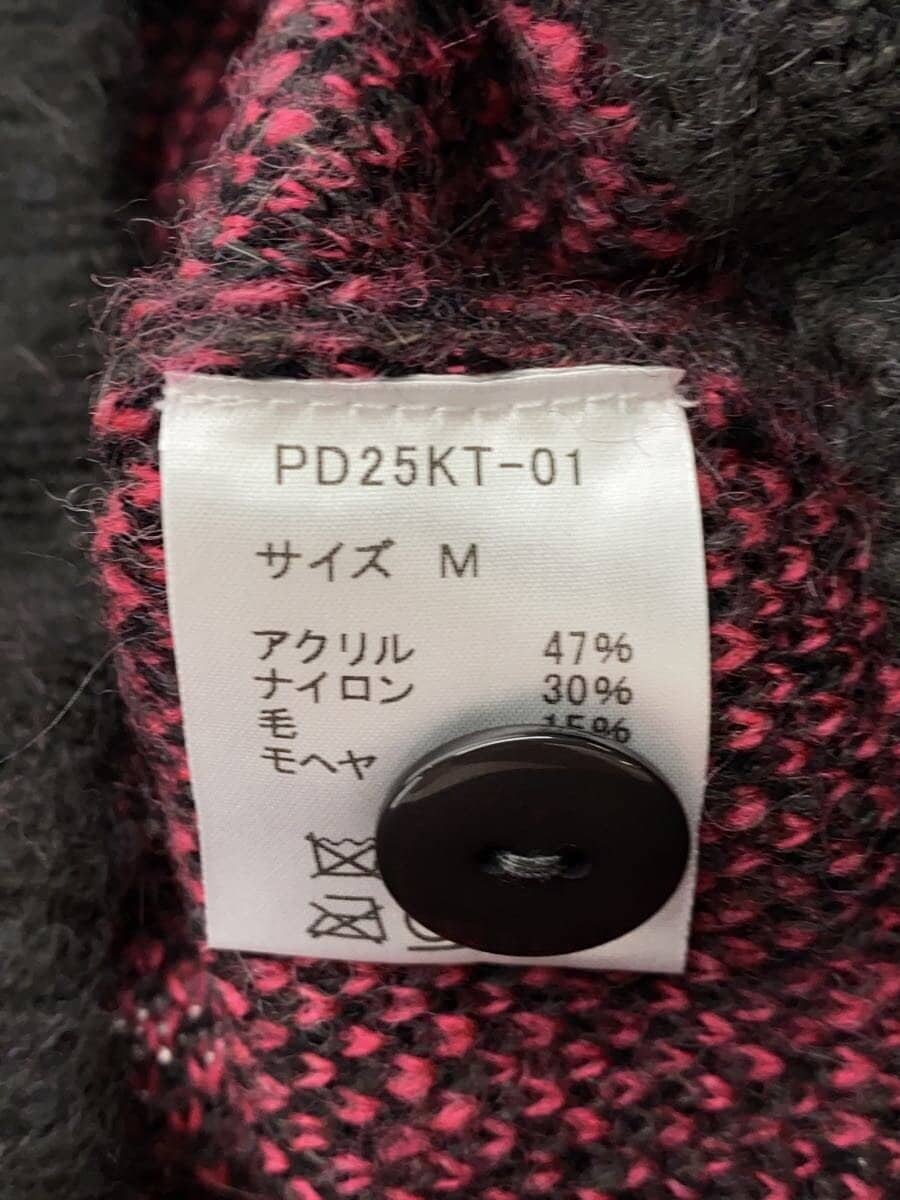 PD25KT-01
サイズ M
アクリル 47%
ナイロン 30%
毛 15%
モヘヤ